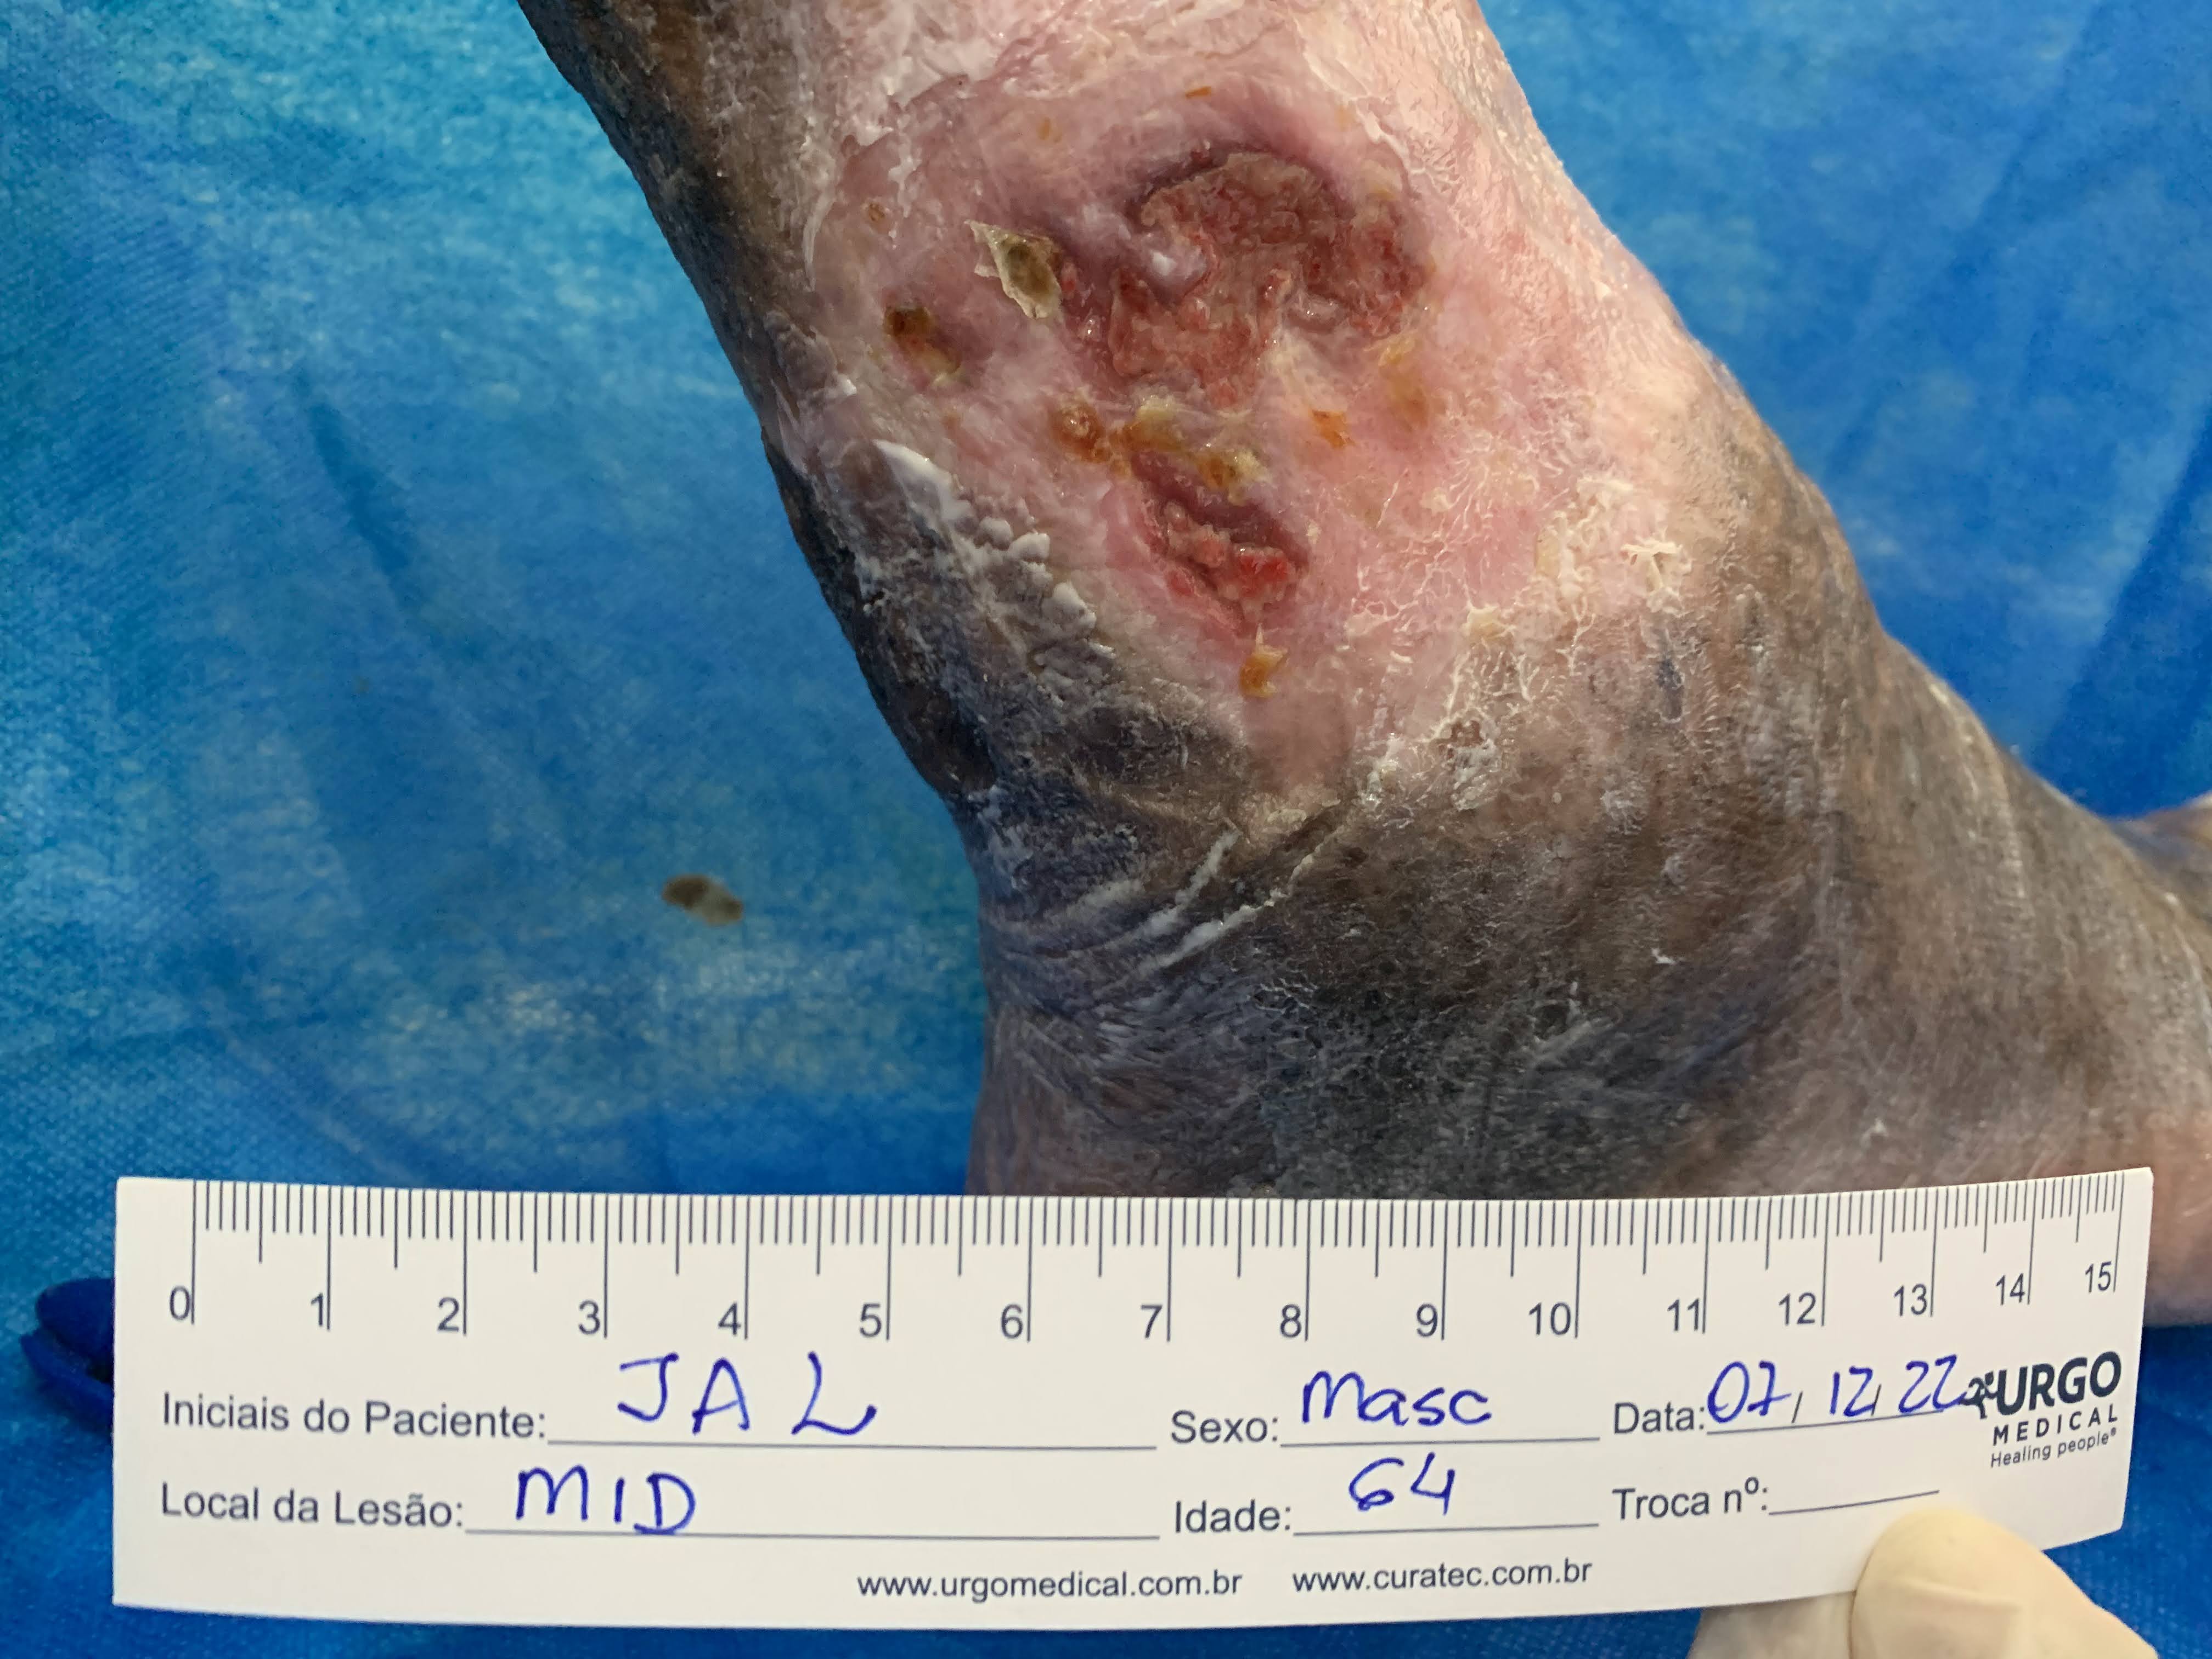 0 1 2 3 4 5 6 7 8 9 10 11 12 13 14 15
Iniciais do Paciente: JAL Sexo: Masc Data: 07/12/22 URGO
MEDICAL
Healing people®
Local da Lesão: MID Idade: 64 Troca nº:
www.urgomedical.com.br www.curatec.com.br